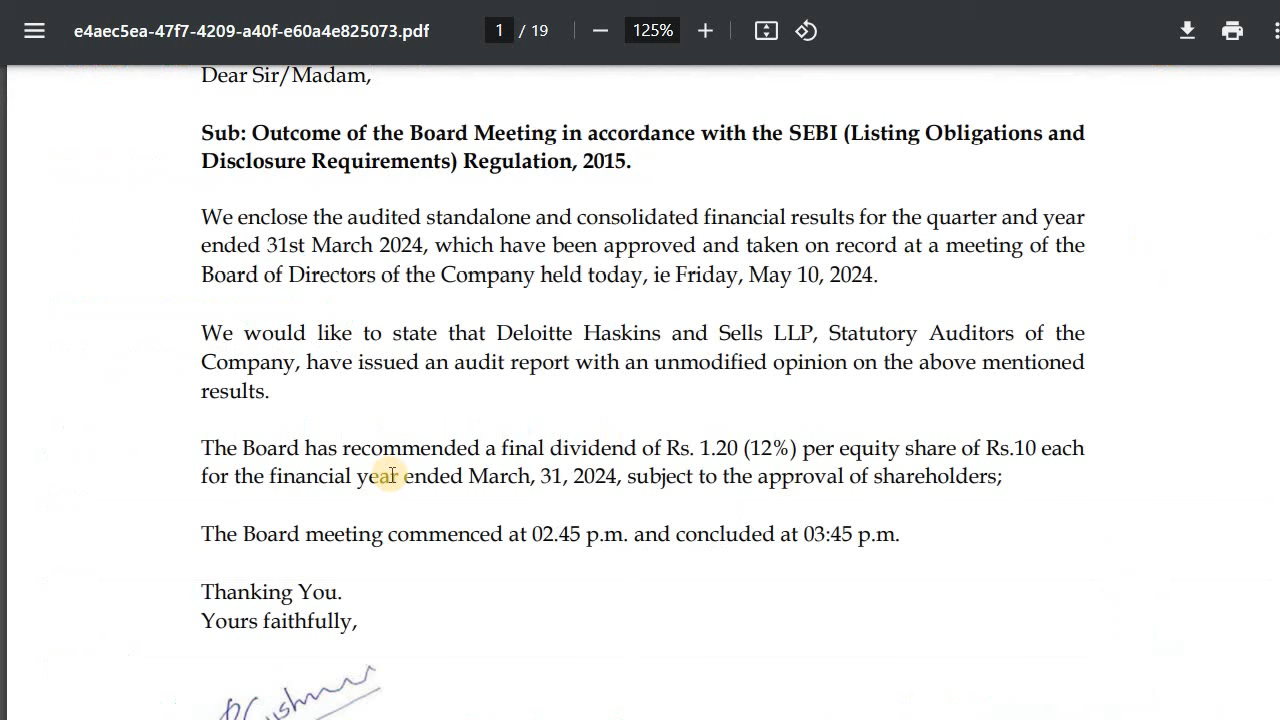 e4aec5ea-47f7-4209-a40f-e60a4e825073.pdf
1 / 19
125%
Dear Sir/Madam,
Sub: Outcome of the Board Meeting in accordance with the SEBI (Listing Obligations and
Disclosure Requirements) Regulation, 2015.
We enclose the audited standalone and consolidated financial results for the quarter and year
ended 31st March 2024, which have been approved and taken on record at a meeting of the
Board of Directors of the Company held today, ie Friday, May 10, 2024.
We would like to state that Deloitte Haskins and Sells LLP, Statutory Auditors of the
Company, have issued an audit report with an unmodified opinion on the above mentioned
results.
The Board has recommended a final dividend of Rs. 1.20 (12%) per equity share of Rs.10 each
for the financial year ended March, 31, 2024, subject to the approval of shareholders;
The Board meeting commenced at 02.45 p.m. and concluded at 03:45 p.m.
Thanking You.
Yours faithfully,